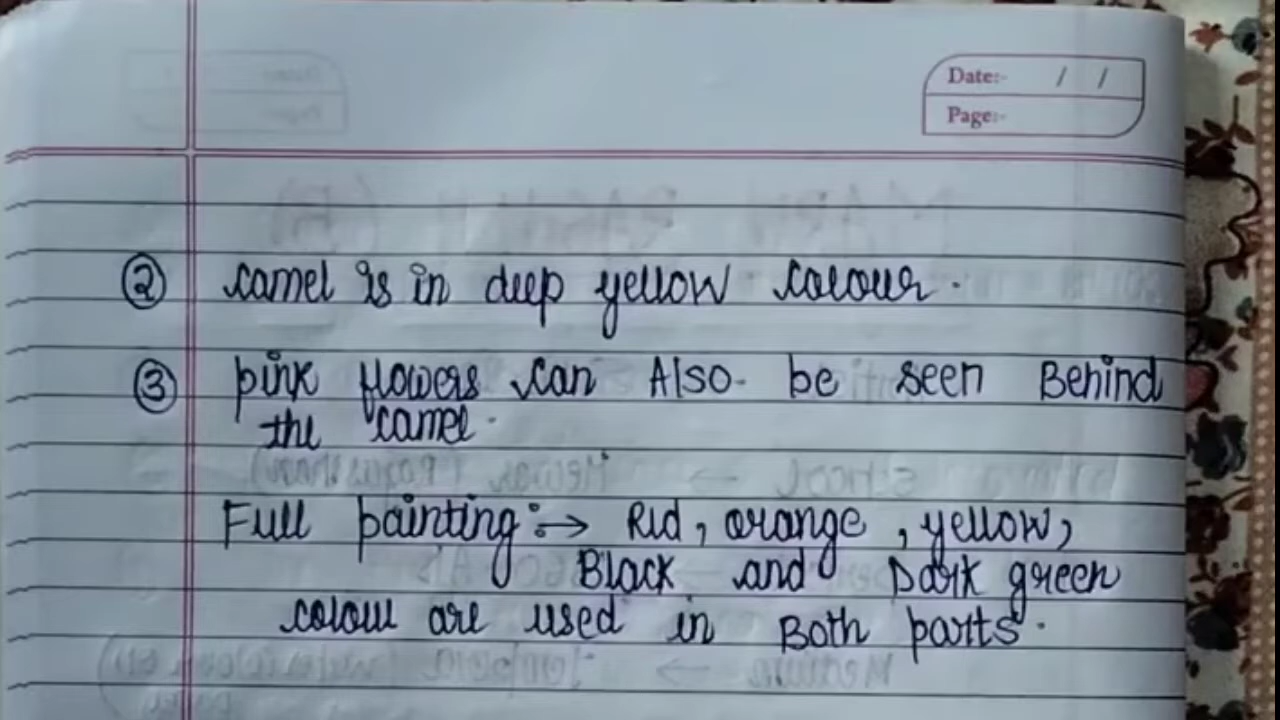 Date:- / /
Page:-
② camel is in deep yellow colour.
③ pink flowers can Also be seen Behind
the camel.
Full painting :→ Red, orange, yellow,
Black and Dark green
colour are used in Both parts.